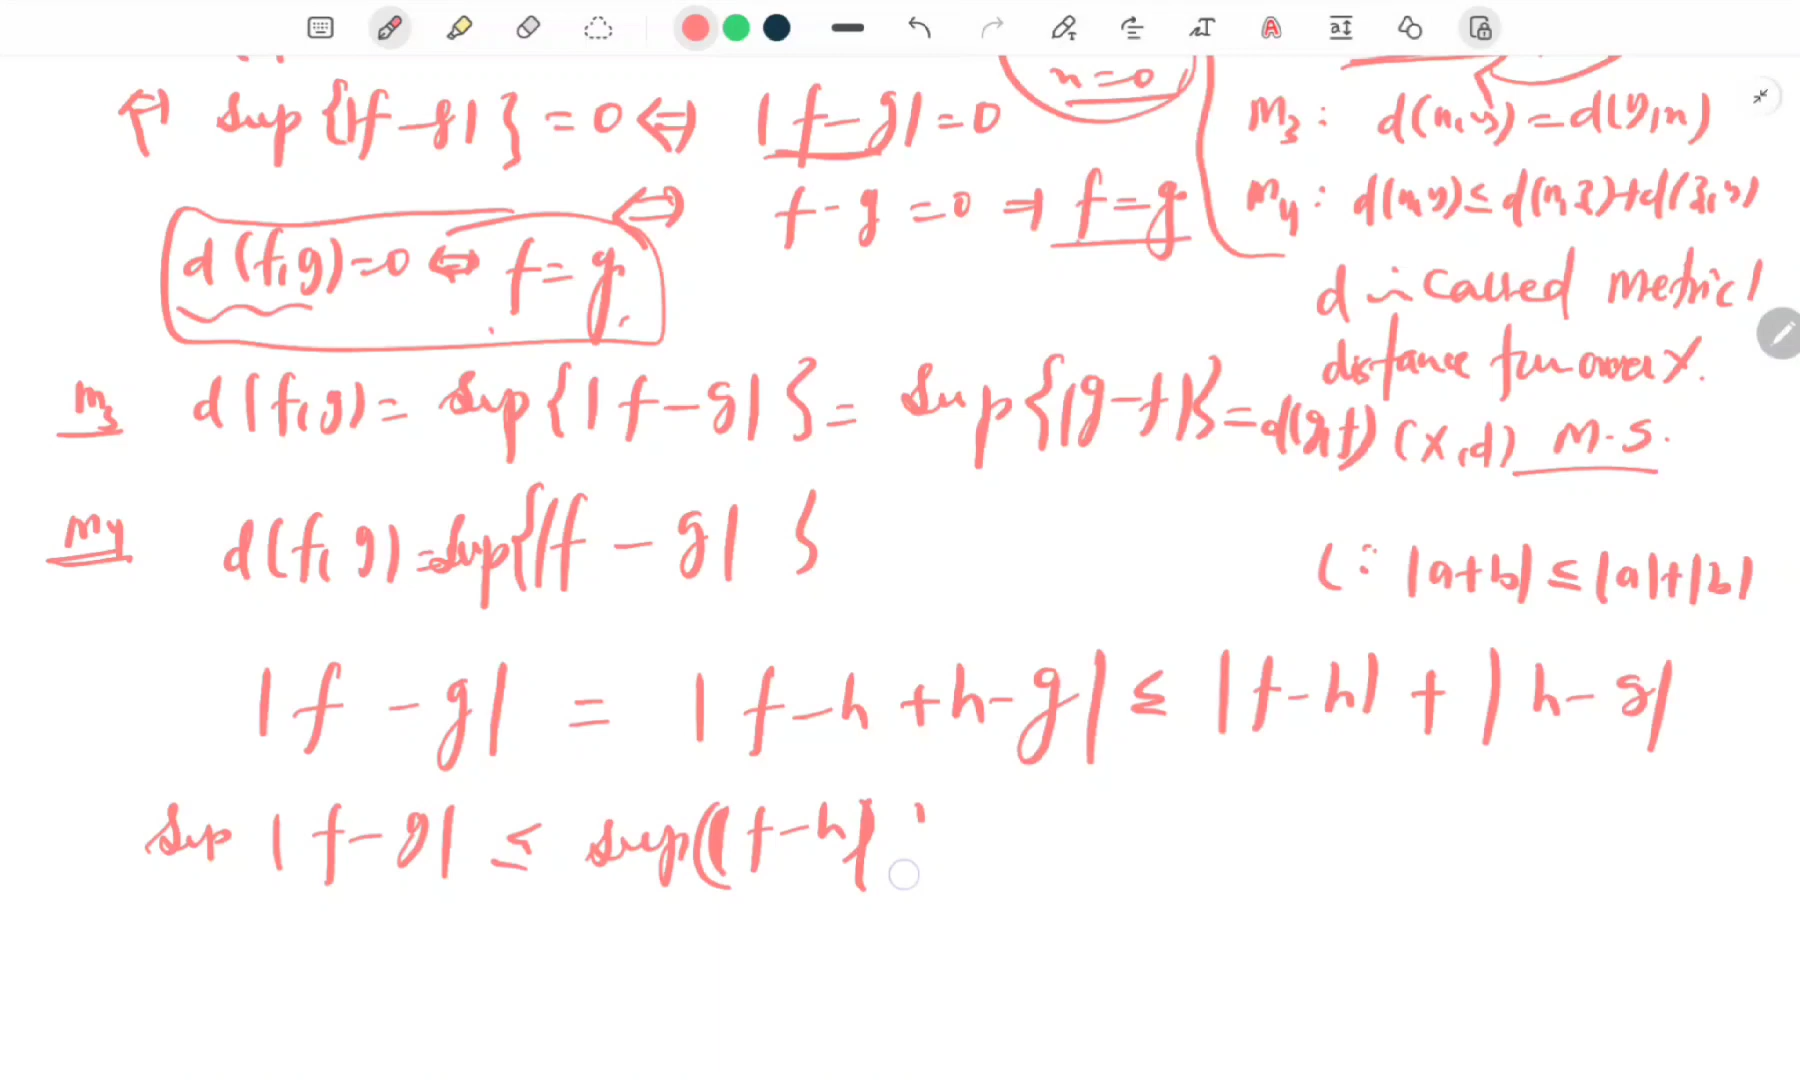 n=0
⇔ sup {|f-g|} = 0 ⇔ |f-g|=0
⇔ f-g=0 ⇒ f=g
d(f,g)=0 ⇔ f=g.
M3: d(x,y)=d(y,x)
M4: d(x,y)≤d(x,z)+d(z,y)
d is called metric/
distance fun over X.
(X,d) M.S.
M3 d(f,g)= sup{|f-g|}= sup{|g-f|}=d(g,f)
M4 d(f,g)=sup{|f-g|}
(∵ |a+b|≤|a|+|b|
|f-g| = |f-h+h-g| ≤ |f-h| + |h-g|
sup |f-g| ≤ sup(|f-h|